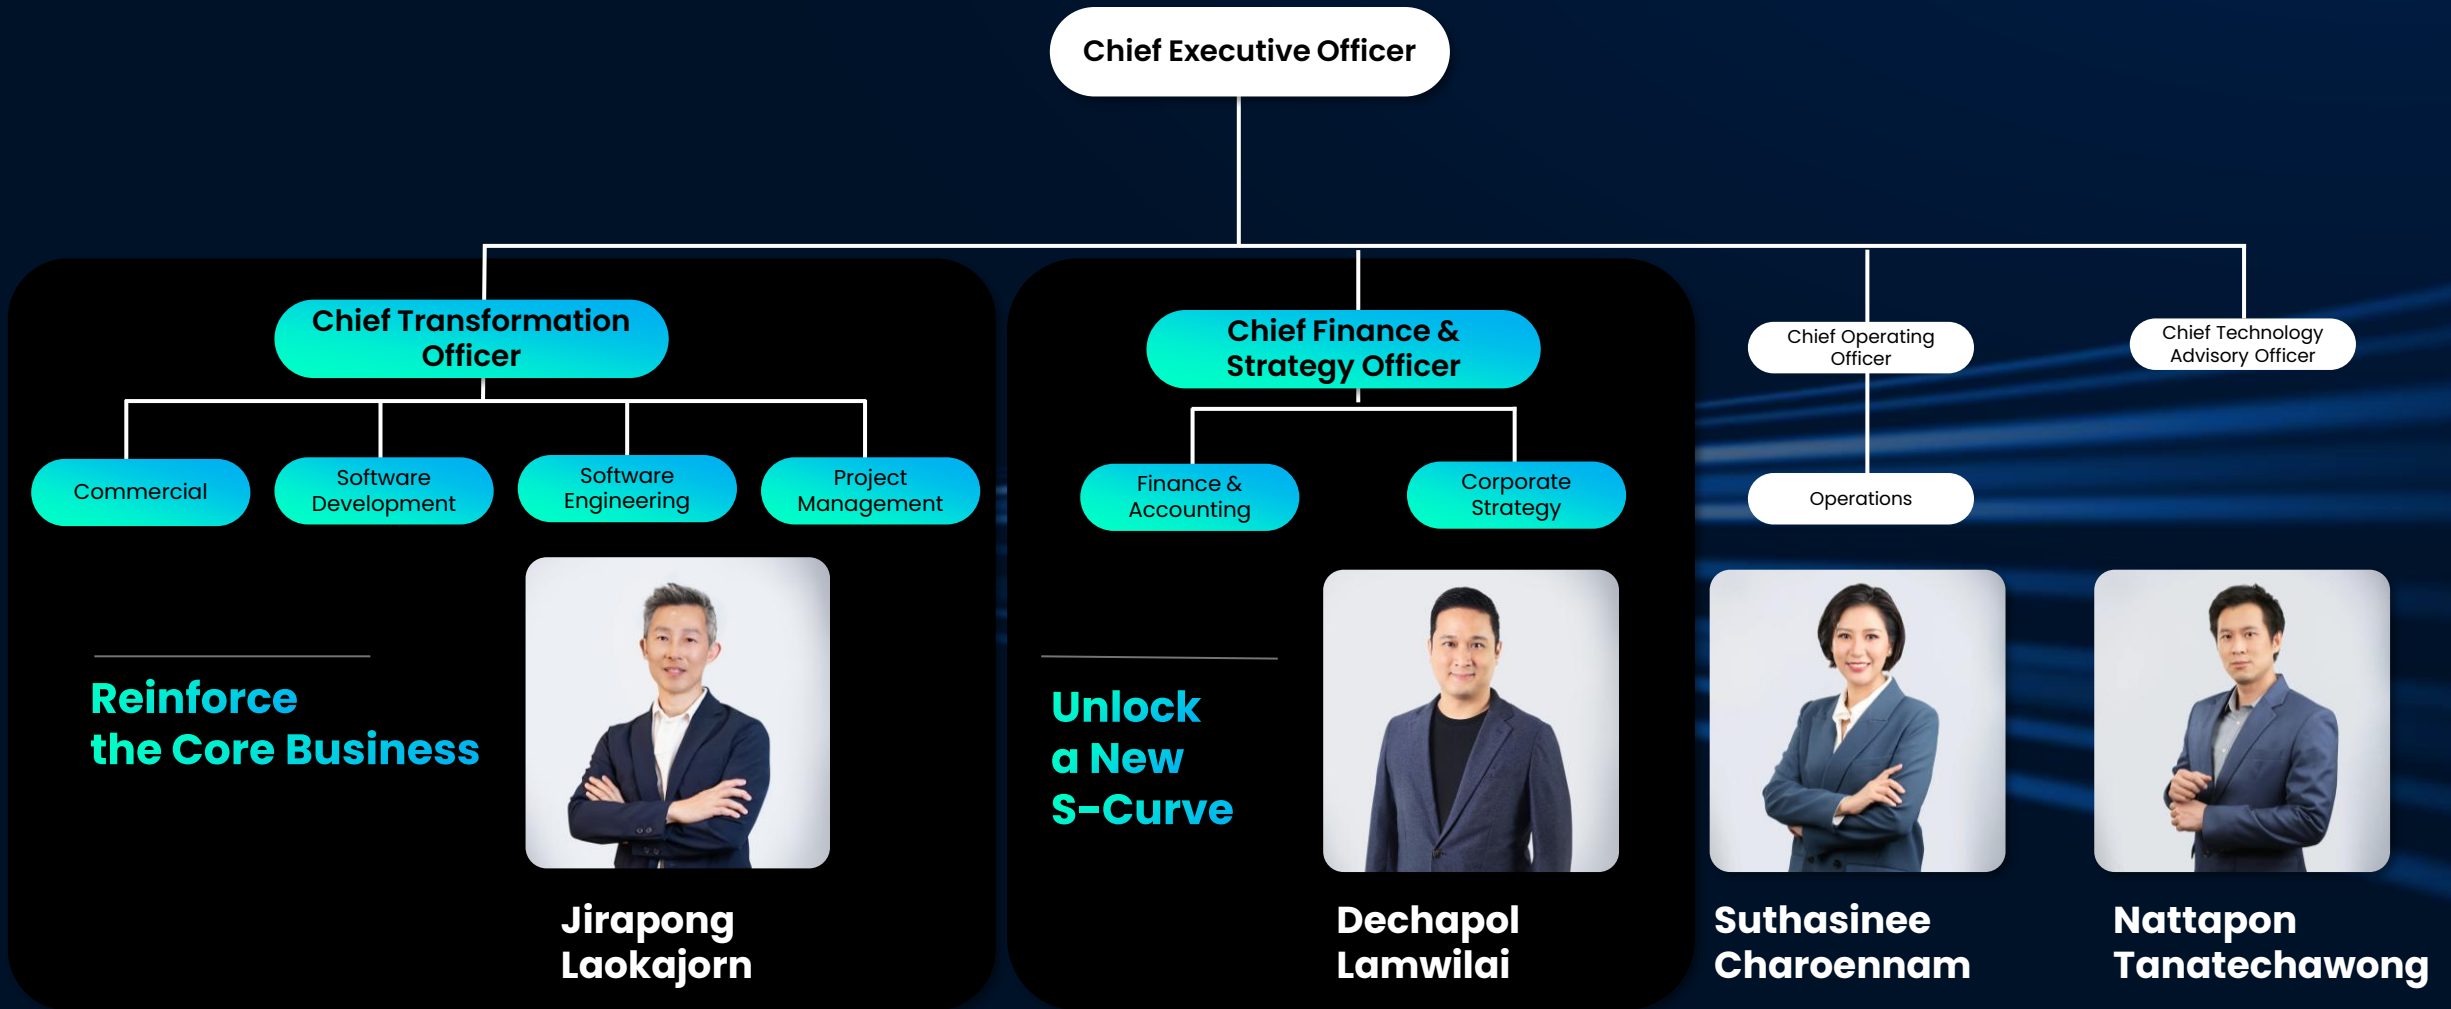 Chief Executive Officer
Chief Transformation
Officer
Chief Finance &
Strategy Officer
Chief Operating
Officer
Chief Technology
Advisory Officer
Commercial
Software
Development
Software
Engineering
Project
Management
Finance &
Accounting
Corporate
Strategy
Operations
Reinforce
the Core Business
Unlock
a New
S-Curve
Jirapong
Laokajorn
Dechapol
Lamwilai
Suthasinee
Charoennam
Nattapon
Tanatechawong